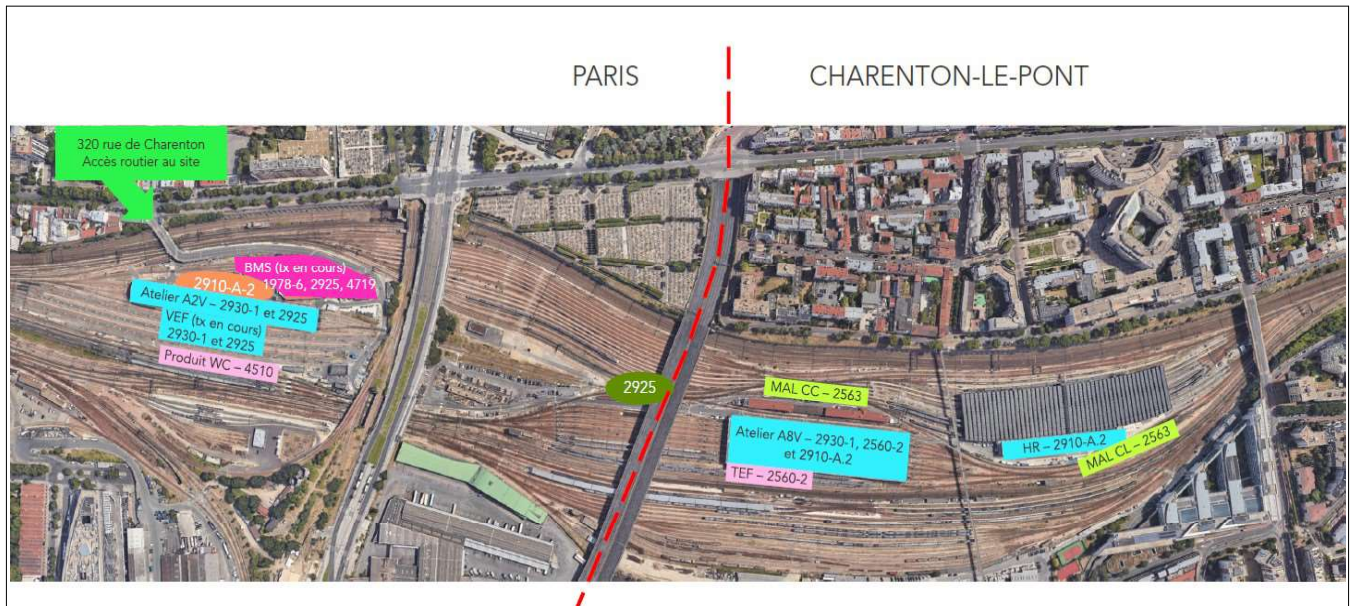 PARIS
CHARENTON-LE-PONT
320 rue de Charenton
Accès routier au site
BMS (tx en cours)
1978-6, 2925, 4719
2910-A-2
Atelier A2V – 2930-1 et 2925
VEF (tx en cours)
2930-1 et 2925
Produit WC – 4510
2925
MAL CC – 2563
Atelier A8V – 2930-1, 2560-2
et 2910-A.2
TEF – 2560-2
HR – 2910-A.2
MAL CL – 2563